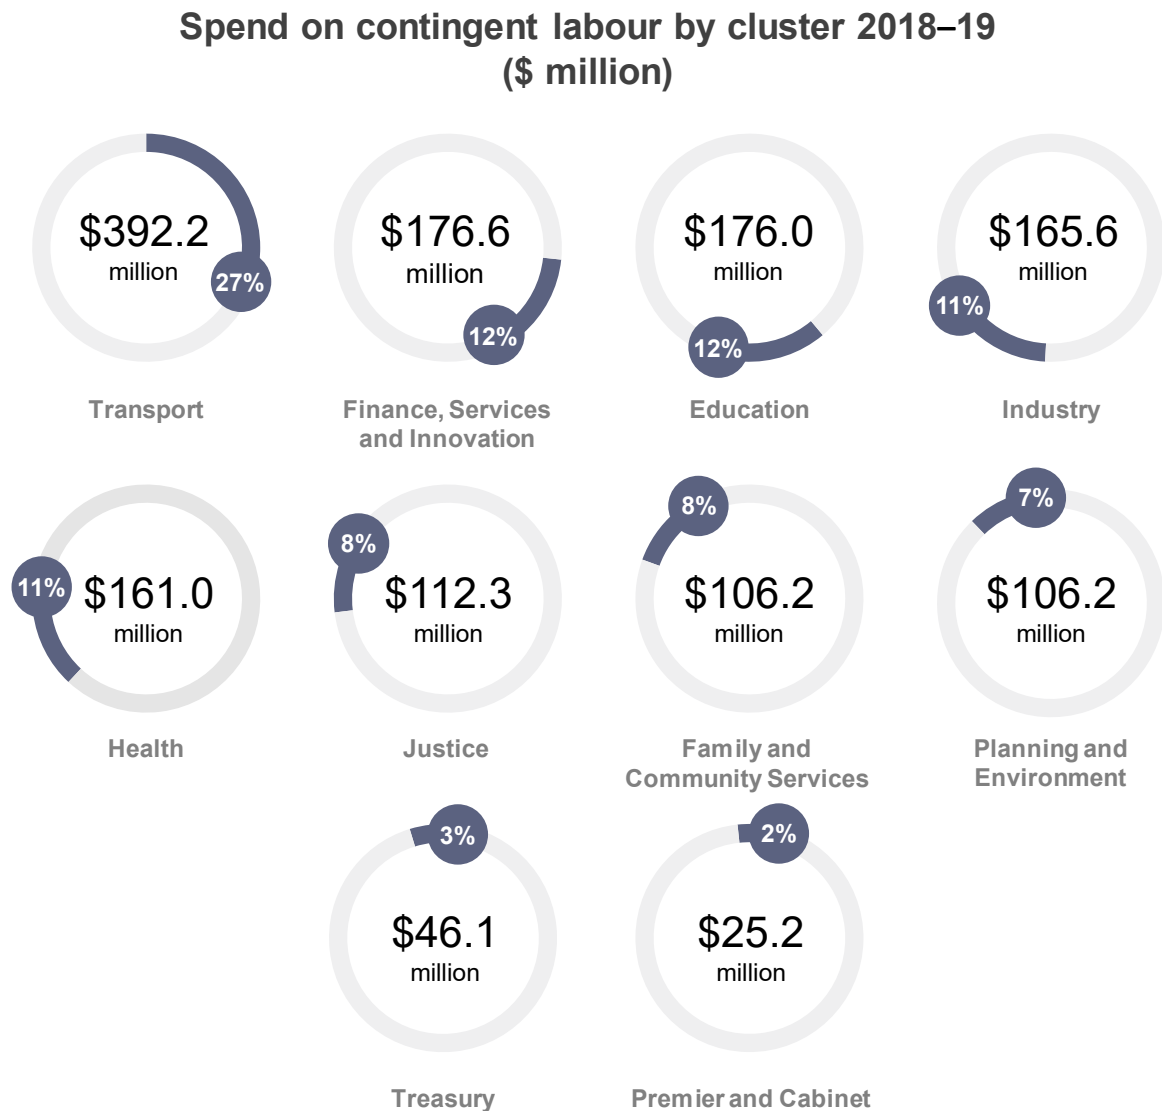 Spend on contingent labour by cluster 2018–19
($ million)
$392.2
million
27%
Transport
$176.6
million
12%
Finance, Services
and Innovation
$176.0
million
12%
Education
$165.6
million
11%
Industry
11%
$161.0
million
Health
8%
$112.3
million
Justice
8%
$106.2
million
Family and
Community Services
7%
$106.2
million
Planning and
Environment
3%
$46.1
million
Treasury
2%
$25.2
million
Premier and Cabinet